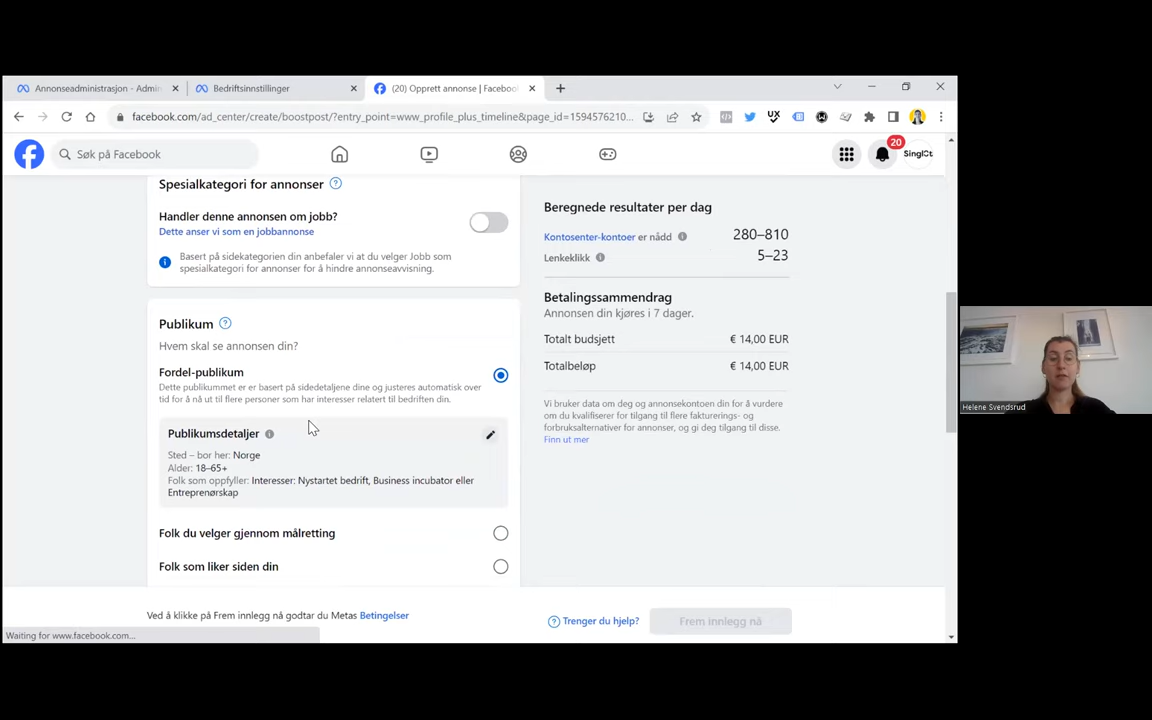 Annonseadministrasjon - Admin
Bedriftsinnstillinger
(20) Opprett annonse | Facebook
facebook.com/ad_center/create/boostpost/?entry_point=www_profile_plus_timeline&page_id=1594576210...
Søk på Facebook
20
Spesialkategori for annonser
Handler denne annonsen om jobb?
Dette anser vi som en jobbannonse
Basert på sidekategorien din anbefaler vi at du velger Jobb som
spesialkategori for annonser for å hindre annonseavvisning.
Publikum
Hvem skal se annonsen din?
Fordel-publikum
Dette publikummet er er basert på sidedetaljene dine og justeres automatisk over
tid for å nå ut til flere personer som har interesser relatert til bedriften din.
Publikumsdetaljer
Sted – bor her: Norge
Alder: 18–65+
Folk som oppfyller: Interesser: Nystartet bedrift, Business incubator eller
Entreprenørskap
Folk du velger gjennom målretting
Folk som liker siden din
Beregnede resultater per dag
Kontosenter-kontoer er nådd 280–810
Lenkeklikk 5–23
Betalingssammendrag
Annonsen din kjøres i 7 dager.
Totalt budsjett € 14,00 EUR
Totalbeløp € 14,00 EUR
Vi bruker data om deg og annonsekontoen din for å vurdere
om du kvalifiserer for tilgang til flere fakturerings- og
forbruksalternativer for annonser, og gi deg tilgang til disse.
Finn ut mer
Ved å klikke på Frem innlegg nå godtar du Metas Betingelser
Trenger du hjelp?
Frem innlegg nå
Waiting for www.facebook.com...
Helene Svendsrud